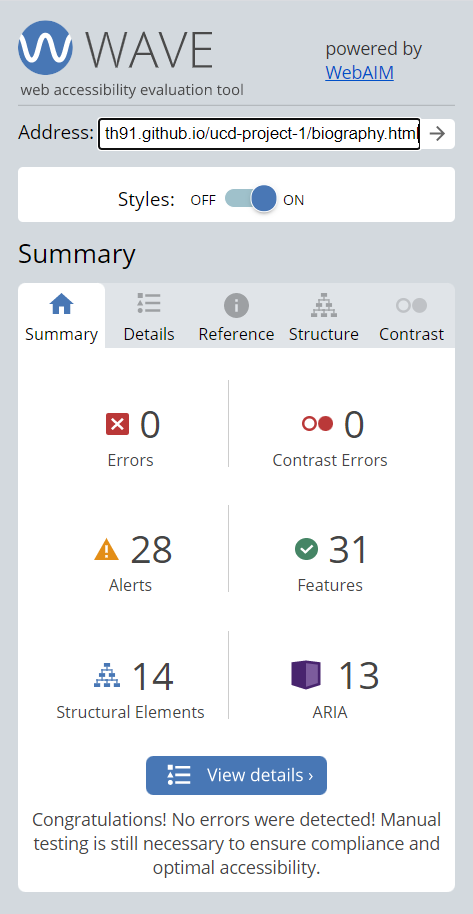 WAVE
powered by
WebAIM
web accessibility evaluation tool
Address: th91.github.io/ucd-project-1/biography.html
Styles: OFF ON
Summary
Summary Details Reference Structure Contrast
0 0
Errors Contrast Errors
28 31
Alerts Features
14 13
Structural Elements ARIA
View details ›
Congratulations! No errors were detected! Manual
testing is still necessary to ensure compliance and
optimal accessibility.